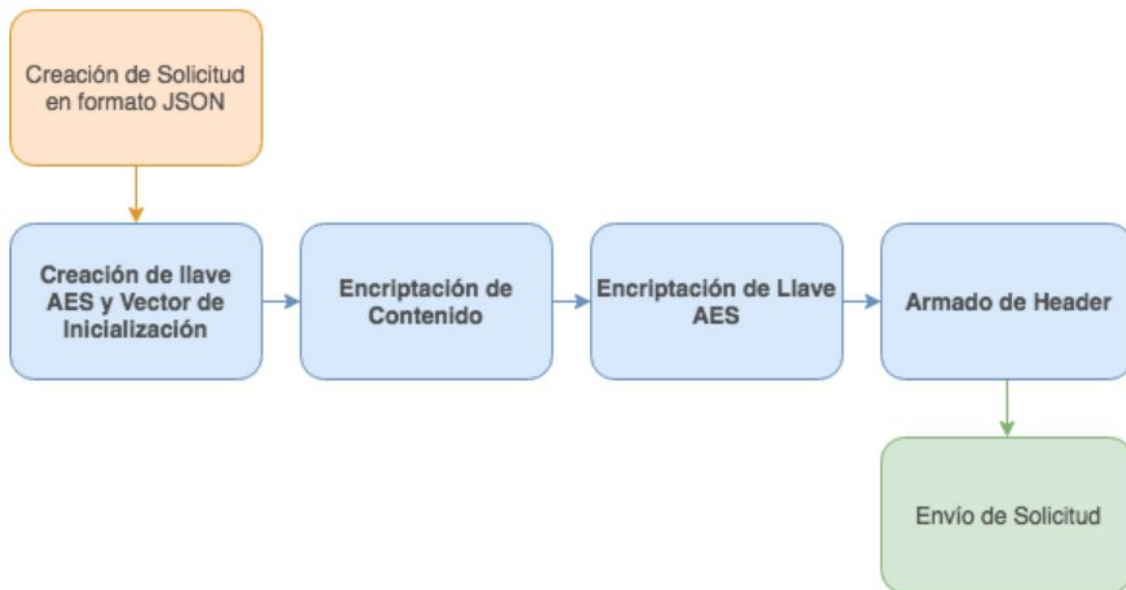 Creación de Solicitud
en formato JSON
Creación de llave
AES y Vector de
Inicialización
Encriptación de
Contenido
Encriptación de Llave
AES
Armado de Header
Envío de Solicitud